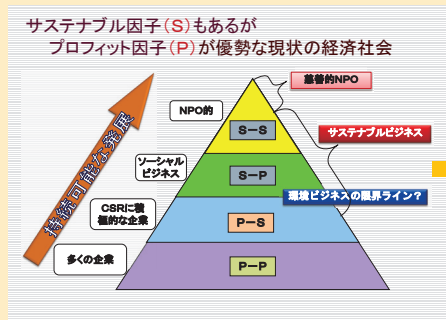 サステナブル因子(S)もあるが
プロフィット因子(P)が優勢な現状の経済社会
慈善的NPO
NPO的
S－S
サステナブルビジネス
ソーシャル
ビジネス
S－P
環境ビジネスの限界ライン？
CSRに積
極的な企業
P－S
多くの企業
P－P
持続可能な発展